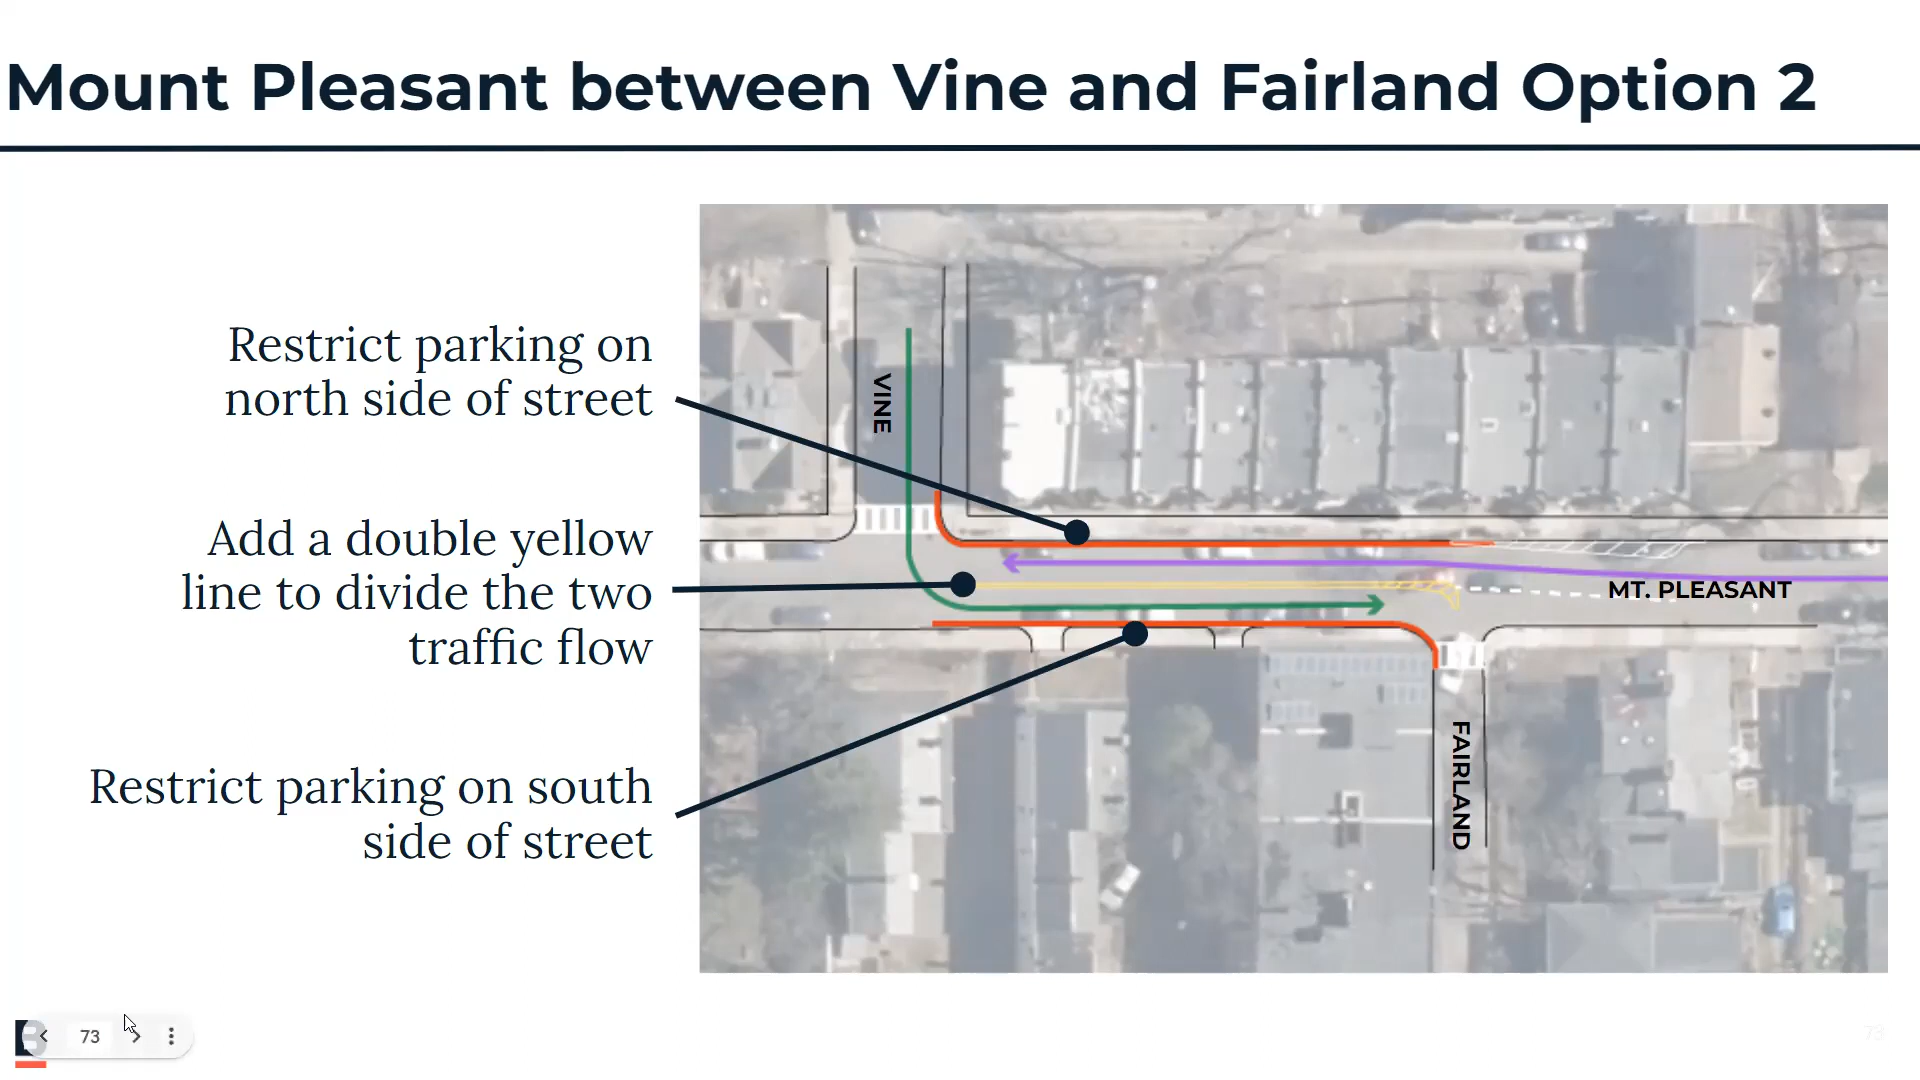 Mount Pleasant between Vine and Fairland Option 2
Restrict parking on
north side of street
Add a double yellow
line to divide the two
traffic flow
Restrict parking on south
side of street
VINE
MT. PLEASANT
FAIRLAND
B
73
73